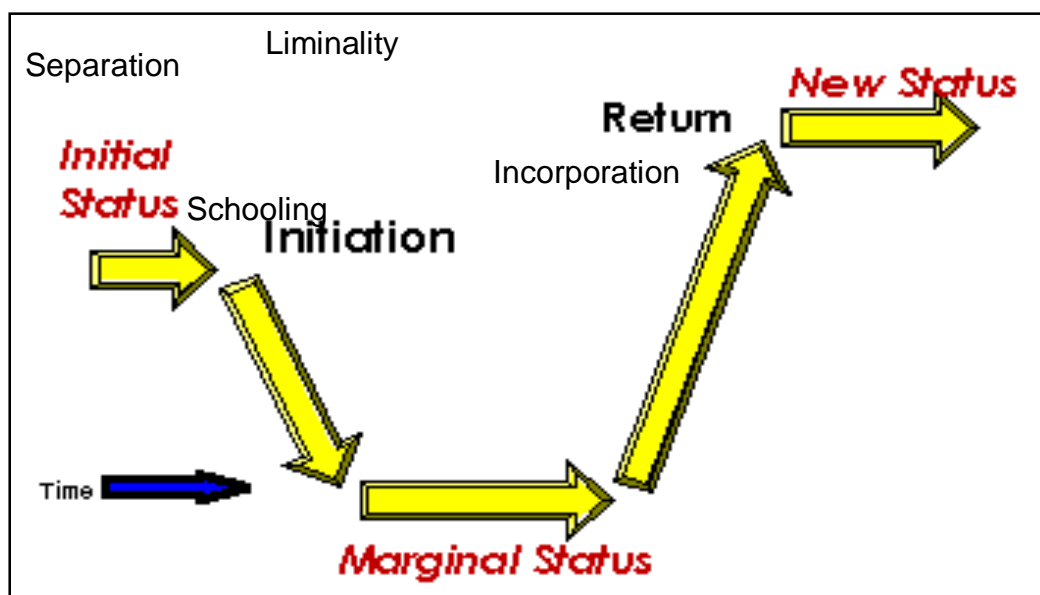 Separation
Liminality
New Status
Return
Initial
Status
Schooling
Incorporation
Initiation
Time
Marginal Status